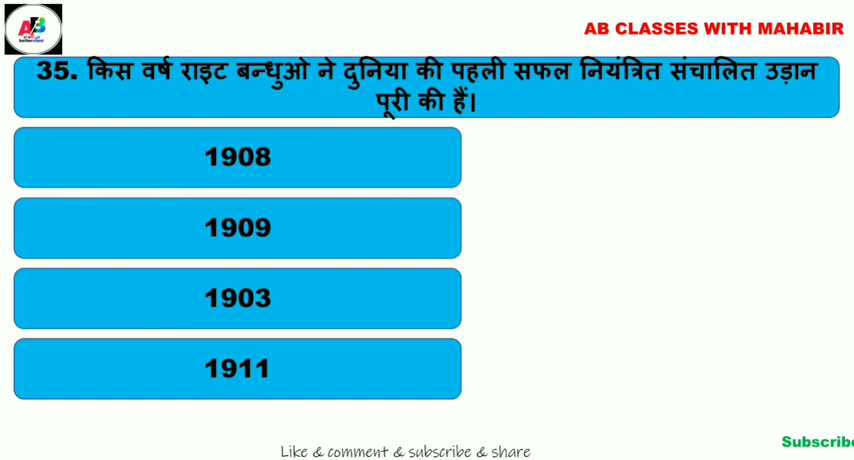 AB CLASSES WITH MAHABIR
35. किस वर्ष राइट बन्धुओ ने दुनिया की पहली सफल नियंत्रित संचालित उड़ान
पूरी की हैं।
1908
1909
1903
1911
Subscribe
Like & comment & subscribe & share